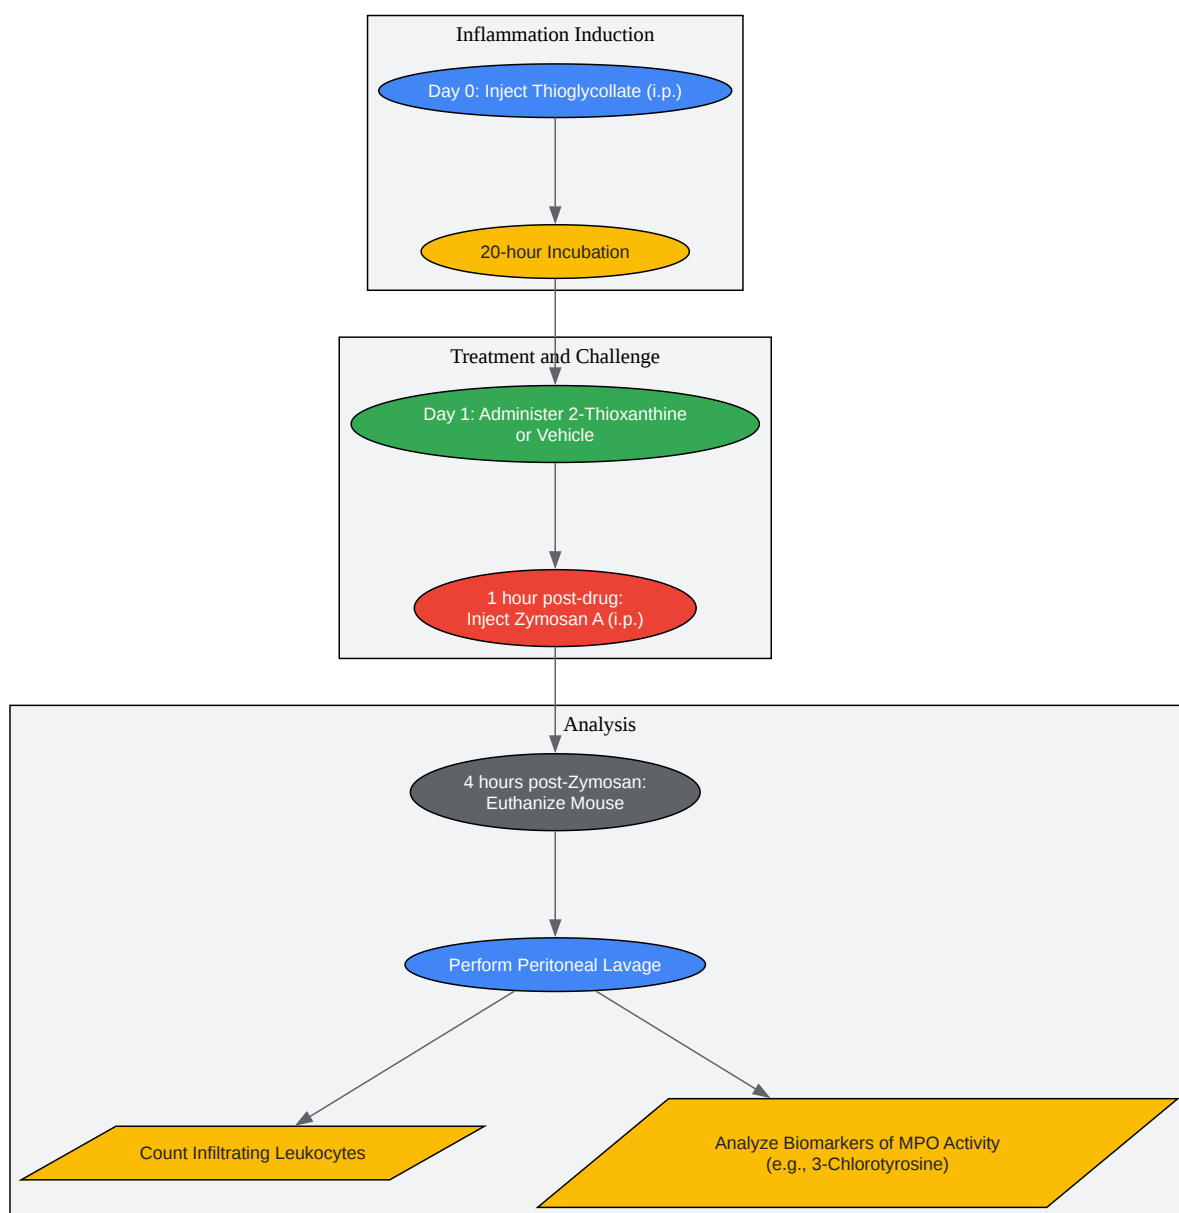 Inflammation Induction
Day 0: Inject Thioglycollate (i.p.)
20-hour Incubation
Treatment and Challenge
Day 1: Administer 2-Thioxanthine
or Vehicle
1 hour post-drug:
Inject Zymosan A (i.p.)
Analysis
4 hours post-Zymosan:
Euthanize Mouse
Perform Peritoneal Lavage
Count Infiltrating Leukocytes
Analyze Biomarkers of MPO Activity
(e.g., 3-Chlorotyrosine)